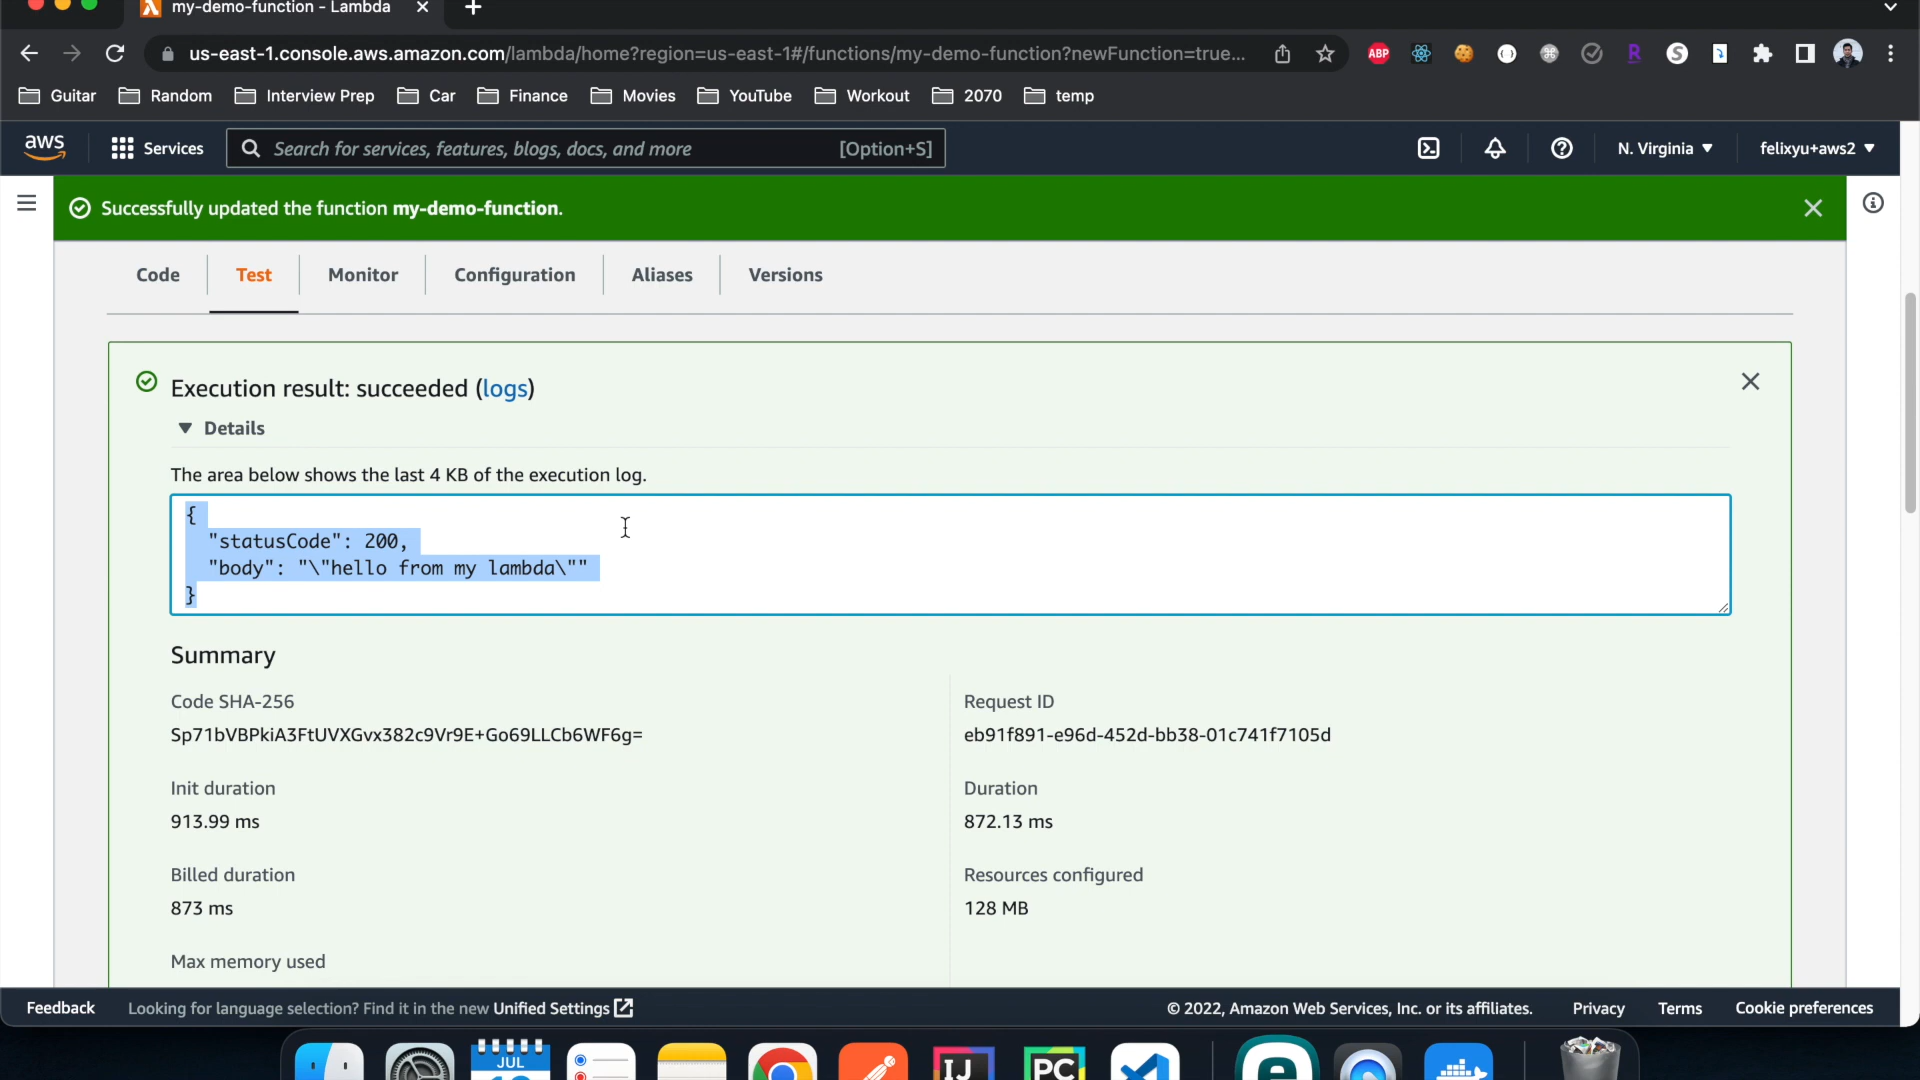 my-demo-function - Lambda
us-east-1.console.aws.amazon.com/lambda/home?region=us-east-1#/functions/my-demo-function?newFunction=true...
ABP
R
S
Guitar
Random
Interview Prep
Car
Finance
Movies
YouTube
Workout
2070
temp
aws
Services
Search for services, features, blogs, docs, and more
[Option+S]
N. Virginia
felixyu+aws2
Successfully updated the function my-demo-function.
Code
Test
Monitor
Configuration
Aliases
Versions
Execution result: succeeded (logs)
Details
The area below shows the last 4 KB of the execution log.
{
"statusCode": 200,
"body": "\"hello from my lambda\""
}
Summary
Code SHA-256
Request ID
Sp71bVBPkiA3FtUVXGvx382c9Vr9E+Go69LLCb6WF6g=
eb91f891-e96d-452d-bb38-01c741f7105d
Init duration
Duration
913.99 ms
872.13 ms
Billed duration
Resources configured
873 ms
128 MB
Max memory used
Feedback
Looking for language selection? Find it in the new Unified Settings
© 2022, Amazon Web Services, Inc. or its affiliates.
Privacy
Terms
Cookie preferences
JUL
IJ
PC